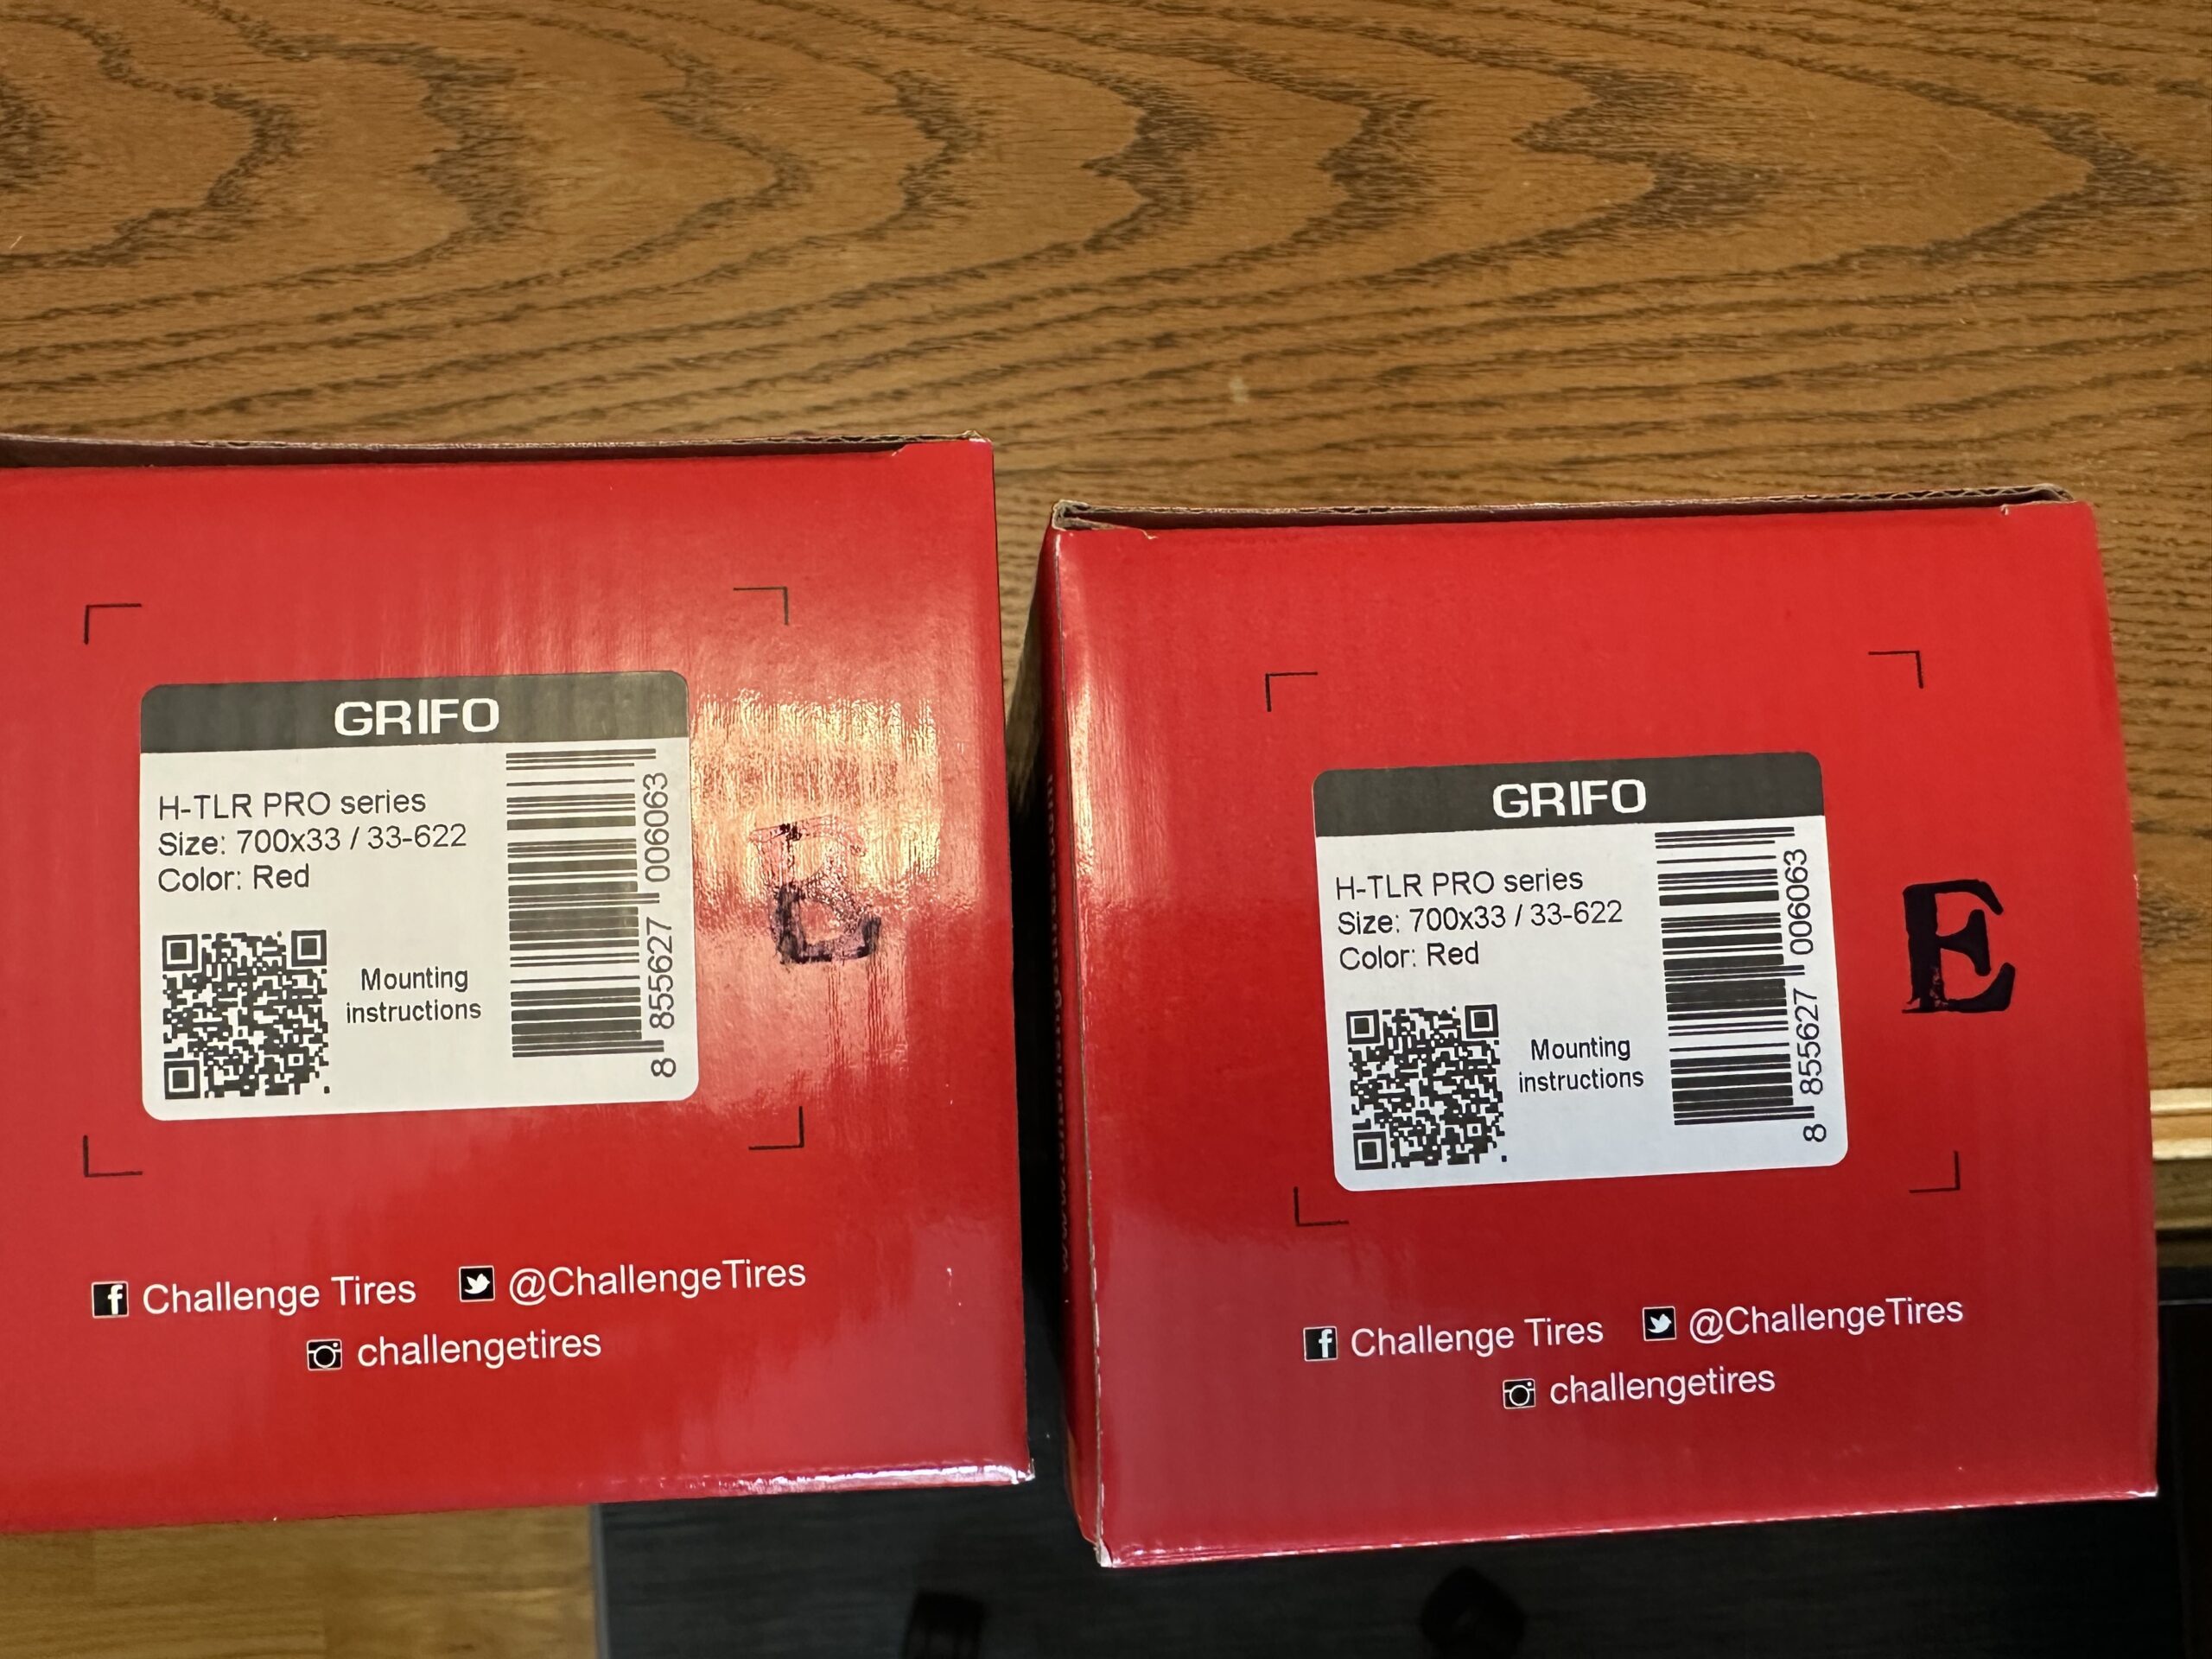 GRIFO
H-TLR PRO series
Size: 700x33 / 33-622
Color: Red
Mounting
instructions
8 855627 006063
Challenge Tires @ChallengeTires
challengetires
GRIFO
H-TLR PRO series
Size: 700x33 / 33-622
Color: Red
Mounting
instructions
8 855627 006063
E
Challenge Tires @ChallengeTires
challengetires